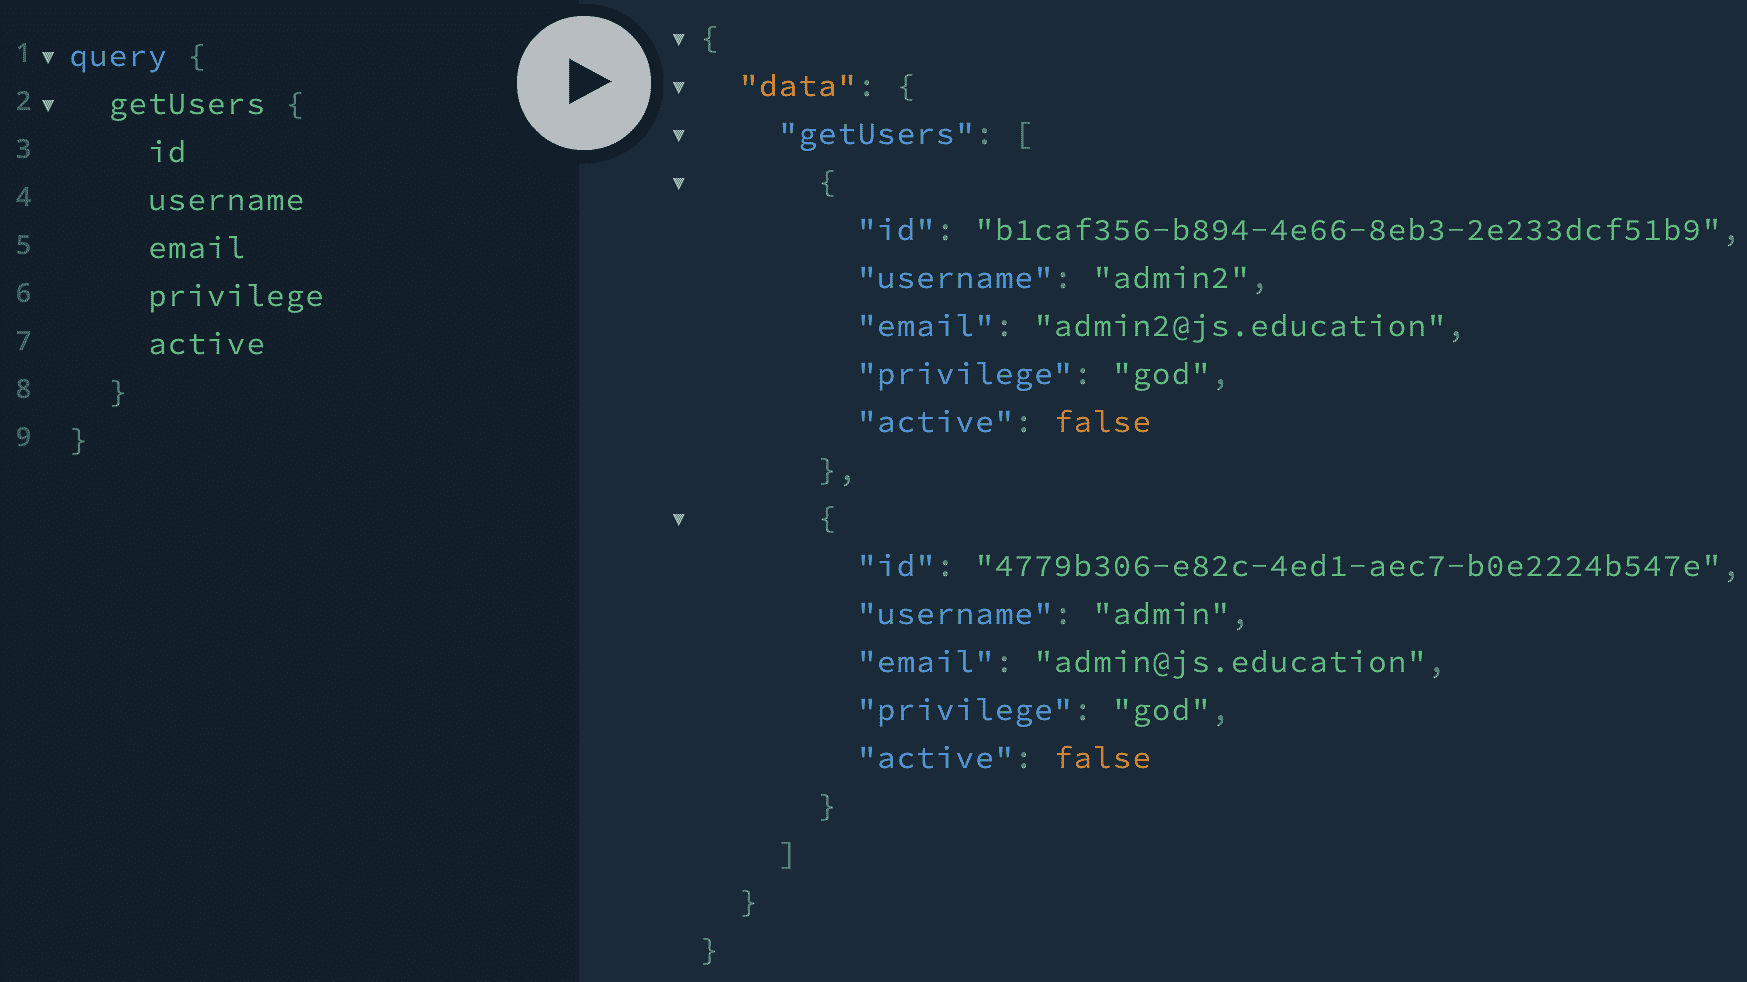 1 query {
2 getUsers {
3 id
4 username
5 email
6 privilege
7 active
8 }
9 }
{
"data": {
"getUsers": [
{
"id": "b1caf356-b894-4e66-8eb3-2e233dcf51b9",
"username": "admin2",
"email": "admin2@js.education",
"privilege": "god",
"active": false
},
{
"id": "4779b306-e82c-4ed1-aec7-b0e2224b547e",
"username": "admin",
"email": "admin@js.education",
"privilege": "god",
"active": false
}
]
}
}